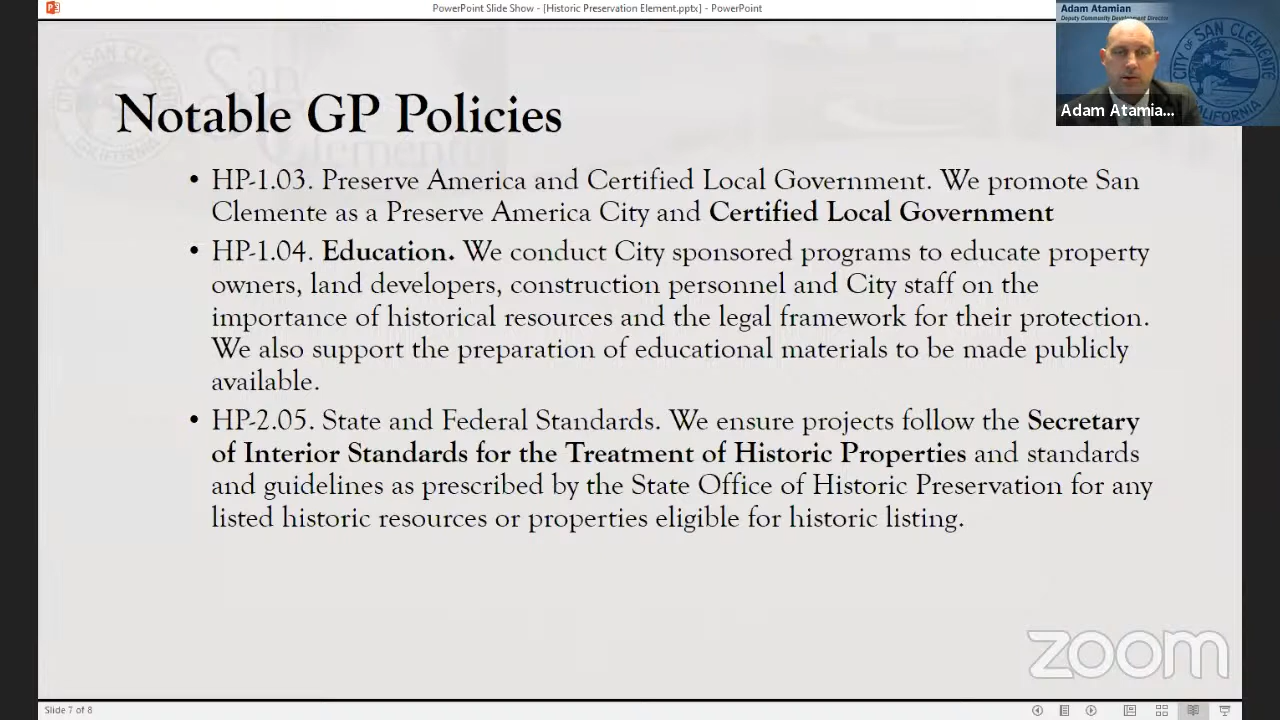 PowerPoint Slide Show - [Historic Preservation Element.pptx] - PowerPoint
Adam Atamian
Deputy Community Development Director
CITY OF SAN CLEMENTE
CALIFORNIA
Adam Atamia...
Notable GP Policies
• HP-1.03. Preserve America and Certified Local Government. We promote San
Clemente as a Preserve America City and Certified Local Government
• HP-1.04. Education. We conduct City sponsored programs to educate property
owners, land developers, construction personnel and City staff on the
importance of historical resources and the legal framework for their protection.
We also support the preparation of educational materials to be made publicly
available.
• HP-2.05. State and Federal Standards. We ensure projects follow the Secretary
of Interior Standards for the Treatment of Historic Properties and standards
and guidelines as prescribed by the State Office of Historic Preservation for any
listed historic resources or properties eligible for historic listing.
zoom
Slide 7 of 8